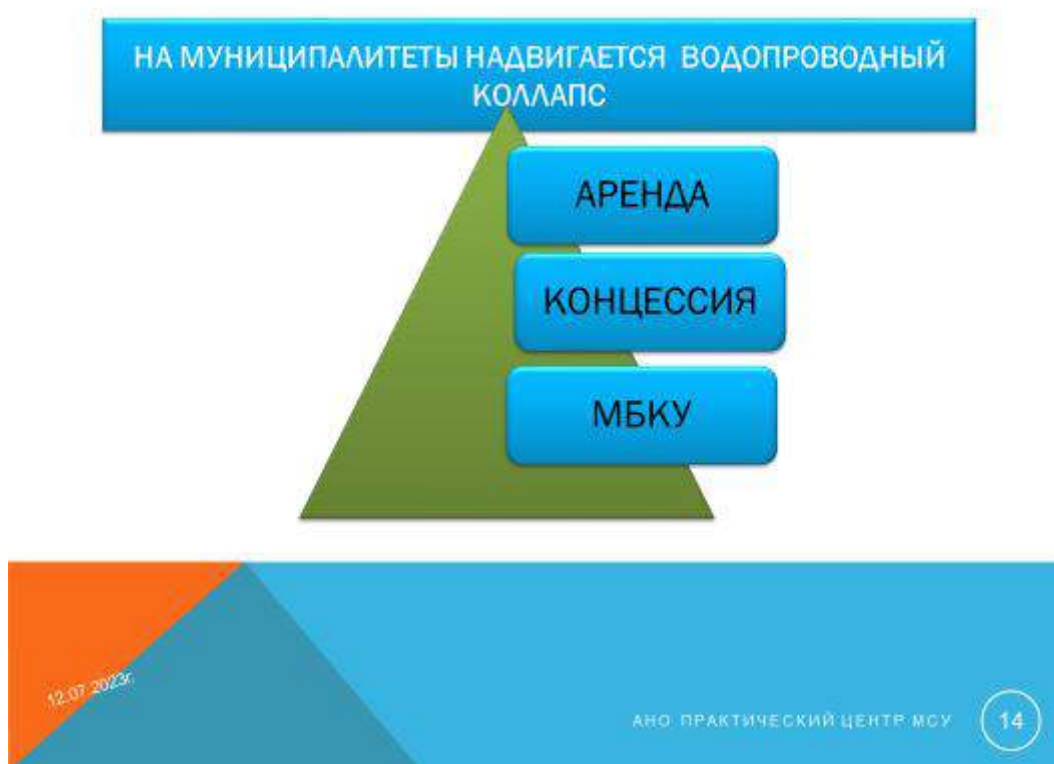 НА МУНИЦИПАЛИТЕТЫ НАДВИГАЕТСЯ ВОДОПРОВОДНЫЙ
КОЛЛАПС
АРЕНДА
КОНЦЕССИЯ
МБКУ
12.07 2023г.
АНО ПРАКТИЧЕСКИЙ ЦЕНТР МСУ
14